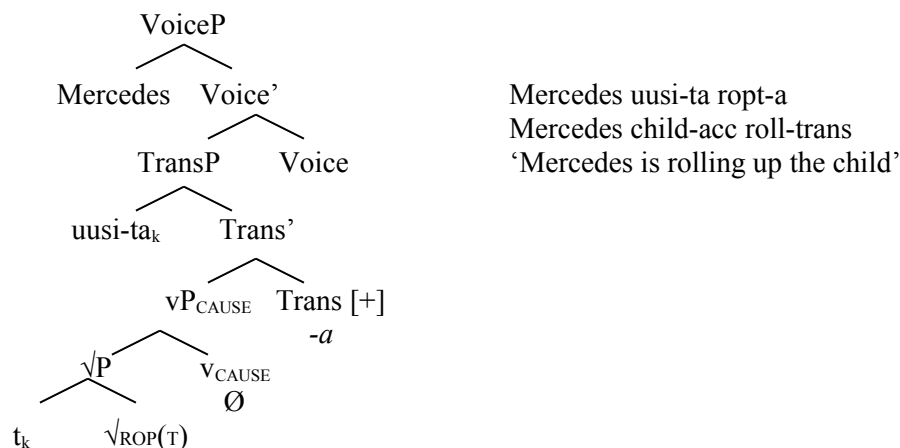 VoiceP
Mercedes Voice’
TransP Voice
uusi-taₖ Trans’
vPCAUSE Trans [+]
-a
√P vCAUSE
Ø
tₖ √ROP(T)
Mercedes uusi-ta ropt-a
Mercedes child-acc roll-trans
‘Mercedes is rolling up the child’